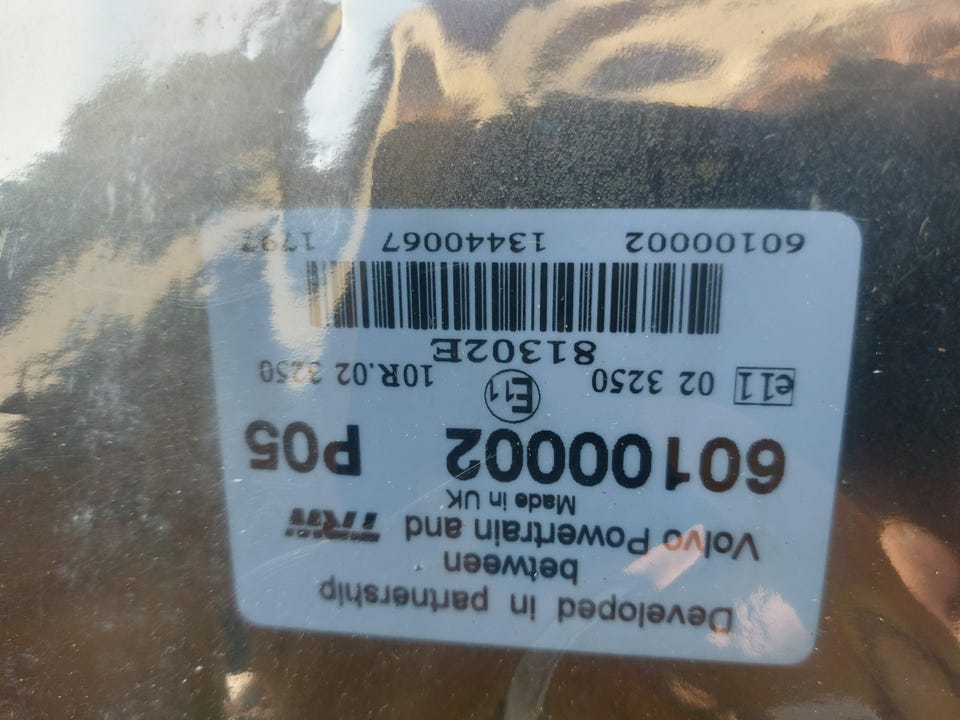 Developed in partnership
between
Volvo Powertrain and TRW
Made in UK
60100002 P05
e11 02 3250 E11 10R.02 3250
81302E
60100002 13440067 1797